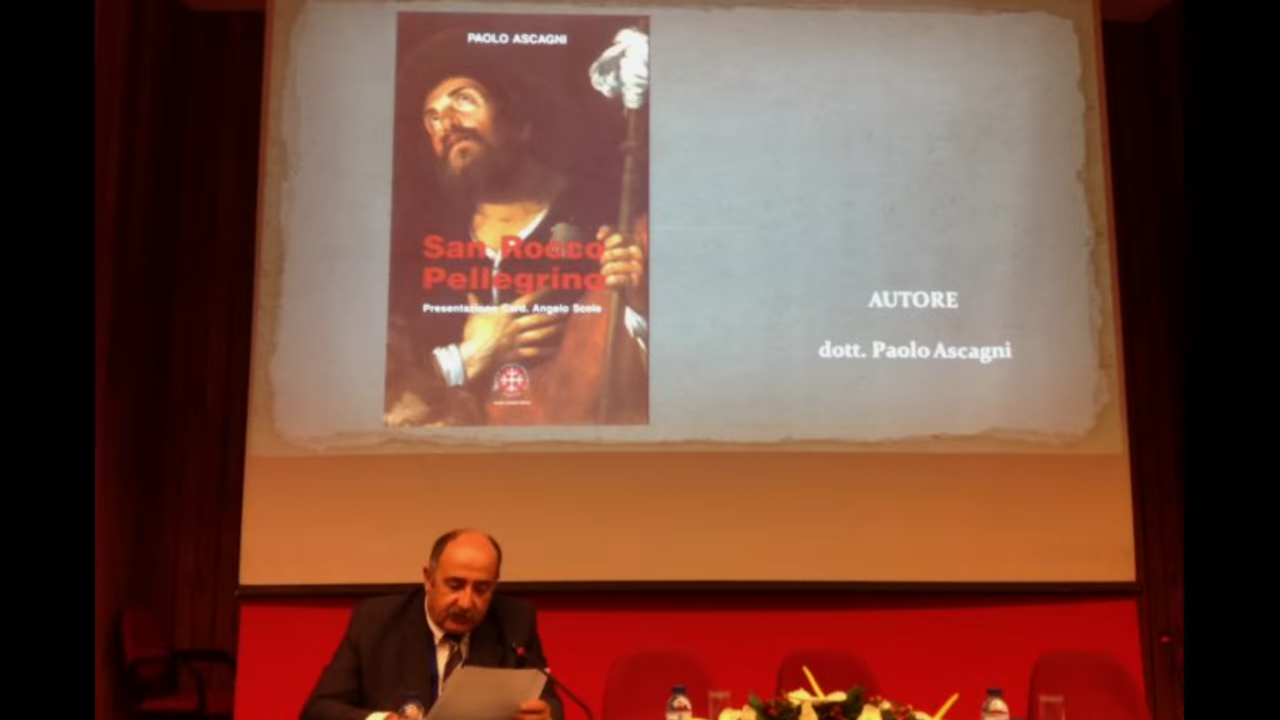 PAOLO ASCAGNI
San Rocco
Pellegrino
Presentazione Card. Angelo Scola
AUTORE
dott. Paolo Ascagni